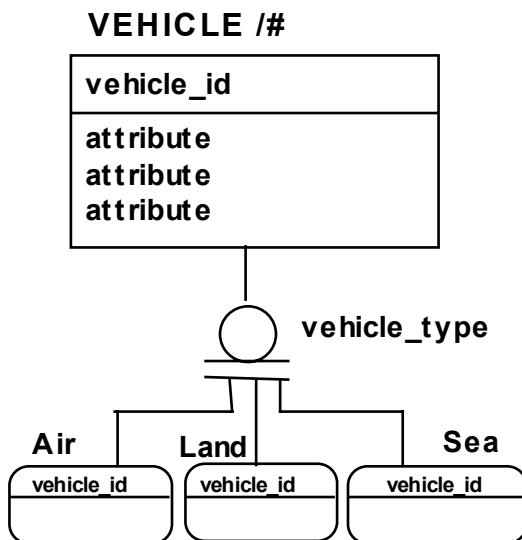 VEHICLE /#
vehicle_id
attribute
attribute
attribute
vehicle_type
Air
Land
Sea
vehicle_id
vehicle_id
vehicle_id